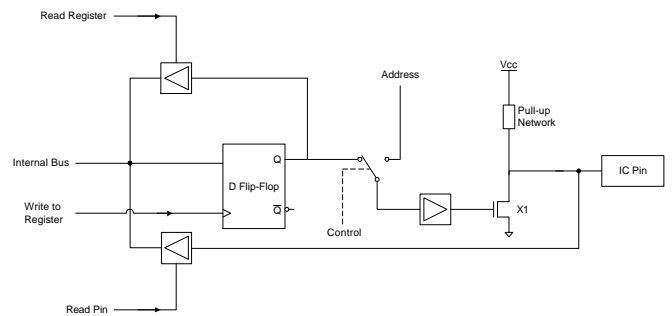 Read Register
Vcc
Address
Pull-up
Network
Internal Bus
Q
D Flip-Flop
IC Pin
Write to
Register
Q
X1
Control
Read Pin